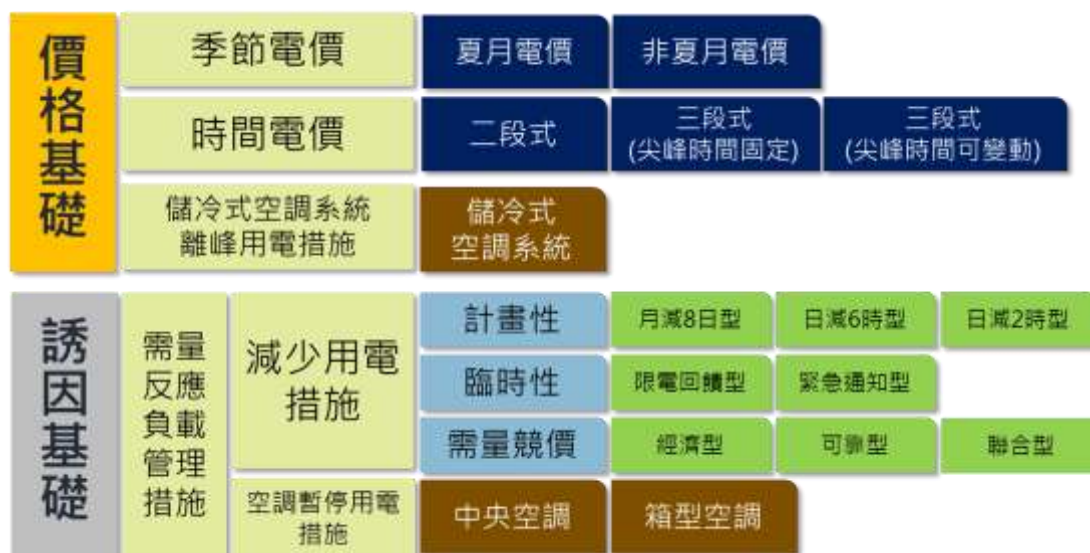 價格基礎
季節電價
夏月電價
非夏月電價
時間電價
二段式
三段式
(尖峰時間固定)
三段式
(尖峰時間可變動)
儲冷式空調系統
離峰用電措施
儲冷式
空調系統
誘因基礎
需量
反應
負載
管理
措施
減少用電
措施
計畫性
月減8日型
日減6時型
日減2時型
臨時性
限電回饋型
緊急通知型
需量競價
經濟型
可靠型
聯合型
空調暫停用電
措施
中央空調
箱型空調